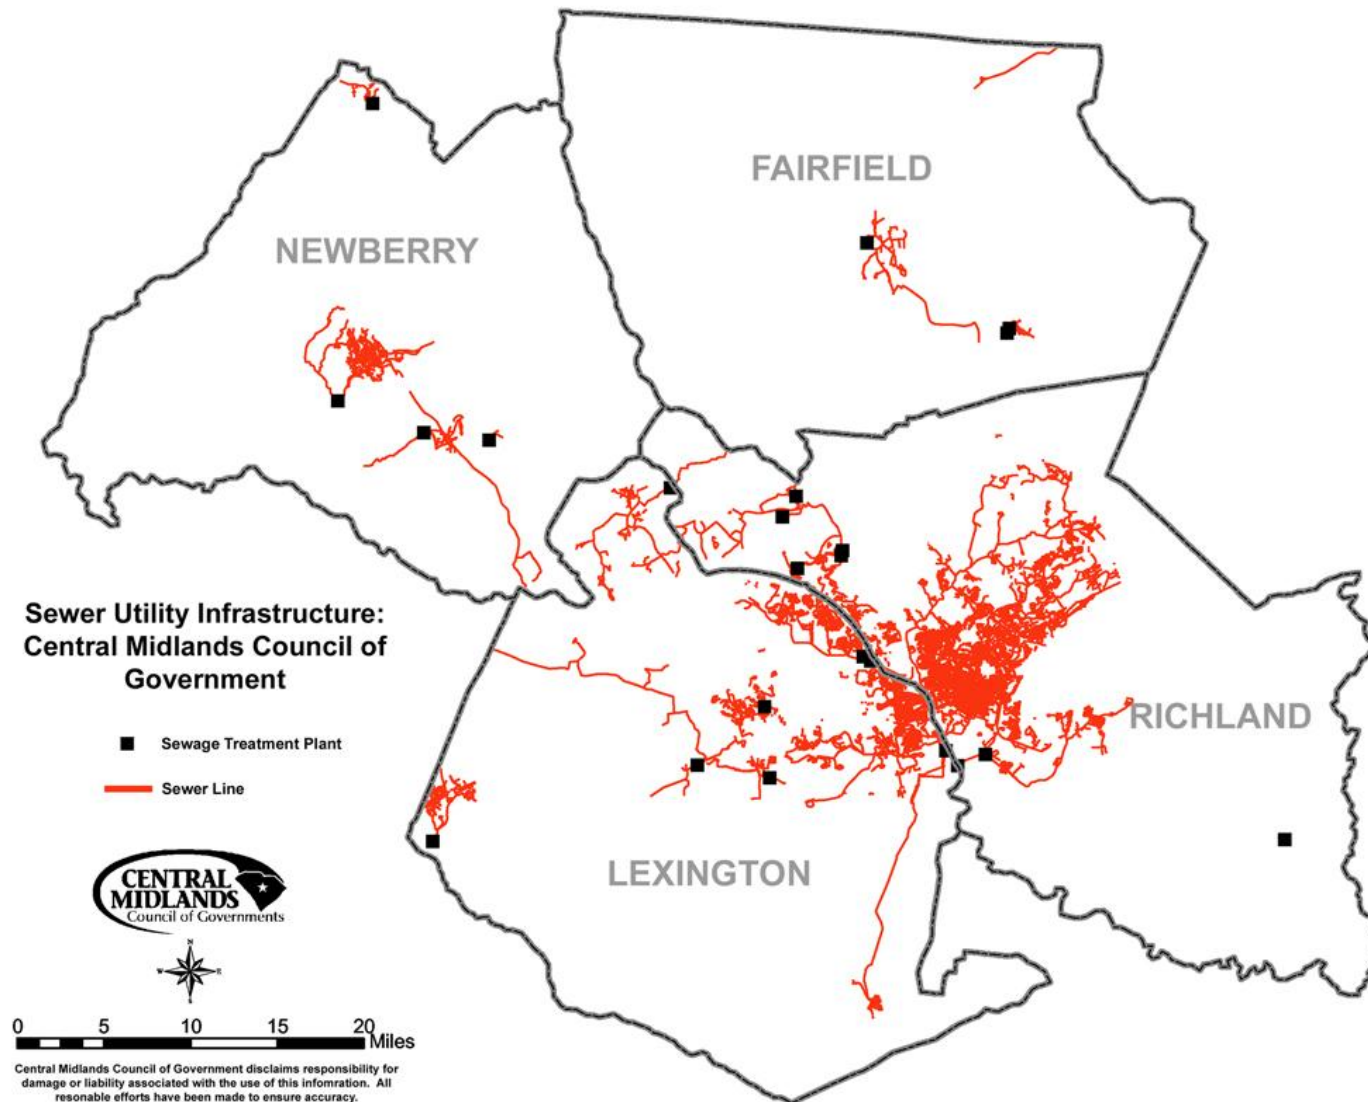 FAIRFIELD
NEWBERRY
Sewer Utility Infrastructure:
Central Midlands Council of
Government
Sewage Treatment Plant
Sewer Line
RICHLAND
LEXINGTON
CENTRAL
MIDLANDS
Council of Governments
N
W E
S
0 5 10 15 20
Miles
Central Midlands Council of Government disclaims responsibility for
damage or liability associated with the use of this infomration. All
resonable efforts have been made to ensure accuracy.